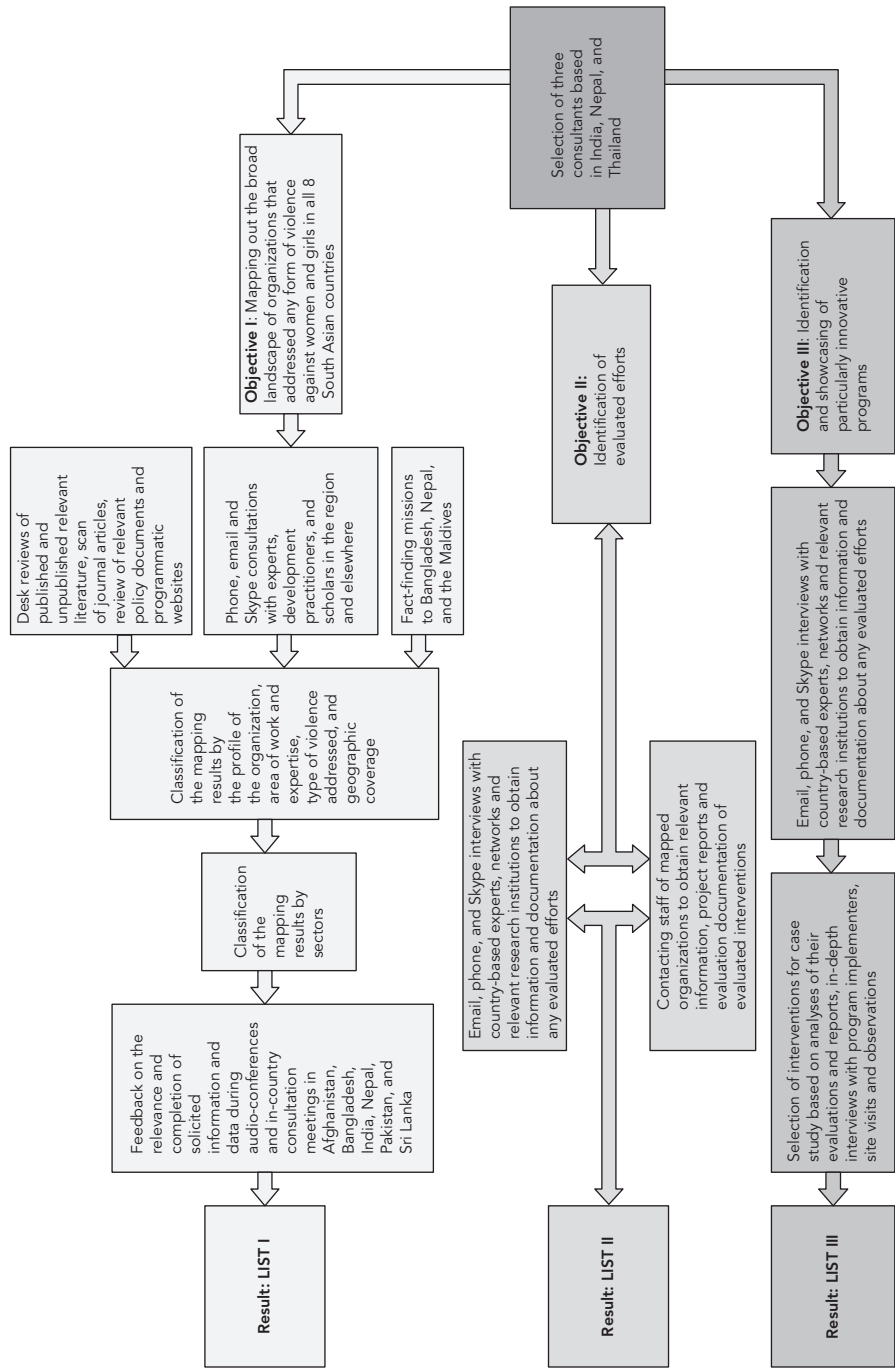 Selection of three
consultants based
in India, Nepal, and
Thailand
Objective I: Mapping out the broad
landscape of organizations that
addressed any form of violence
against women and girls in all 8
South Asian countries
Desk reviews of
published and
unpublished relevant
literature, scan
of journal articles,
review of relevant
policy documents and
programmatic
websites
Phone, email and
Skype consultations
with experts,
development
practitioners, and
scholars in the region
and elsewhere
Fact-finding missions
to Bangladesh, Nepal,
and the Maldives
Classification of
the mapping
results by
the profile of
the organization,
area of work and
expertise,
type of violence
addressed, and
geographic
coverage
Classification
of the
mapping
results by
sectors
Feedback on the
relevance and
completion of
solicited
information and
data during
audio-conferences
and in-country
consultation
meetings in
Afghanistan,
Bangladesh,
India, Nepal,
Pakistan, and
Sri Lanka
Result: LIST I
Objective II:
Identification of
evaluated efforts
Email, phone, and Skype interviews with
country-based experts, networks and
relevant research institutions to obtain
information and documentation about
any evaluated efforts
Contacting staff of mapped
organizations to obtain relevant
information, project reports and
evaluation documentation of
evaluated interventions
Result: LIST II
Objective III: Identification
and showcasing of
particularly innovative
programs
Email, phone, and Skype interviews with
country-based experts, networks and relevant
research institutions to obtain information and
documentation about any evaluated efforts
Selection of interventions for case
study based on analyses of their
evaluations and reports, in-depth
interviews with program implementers,
site visits and observations
Result: LIST III